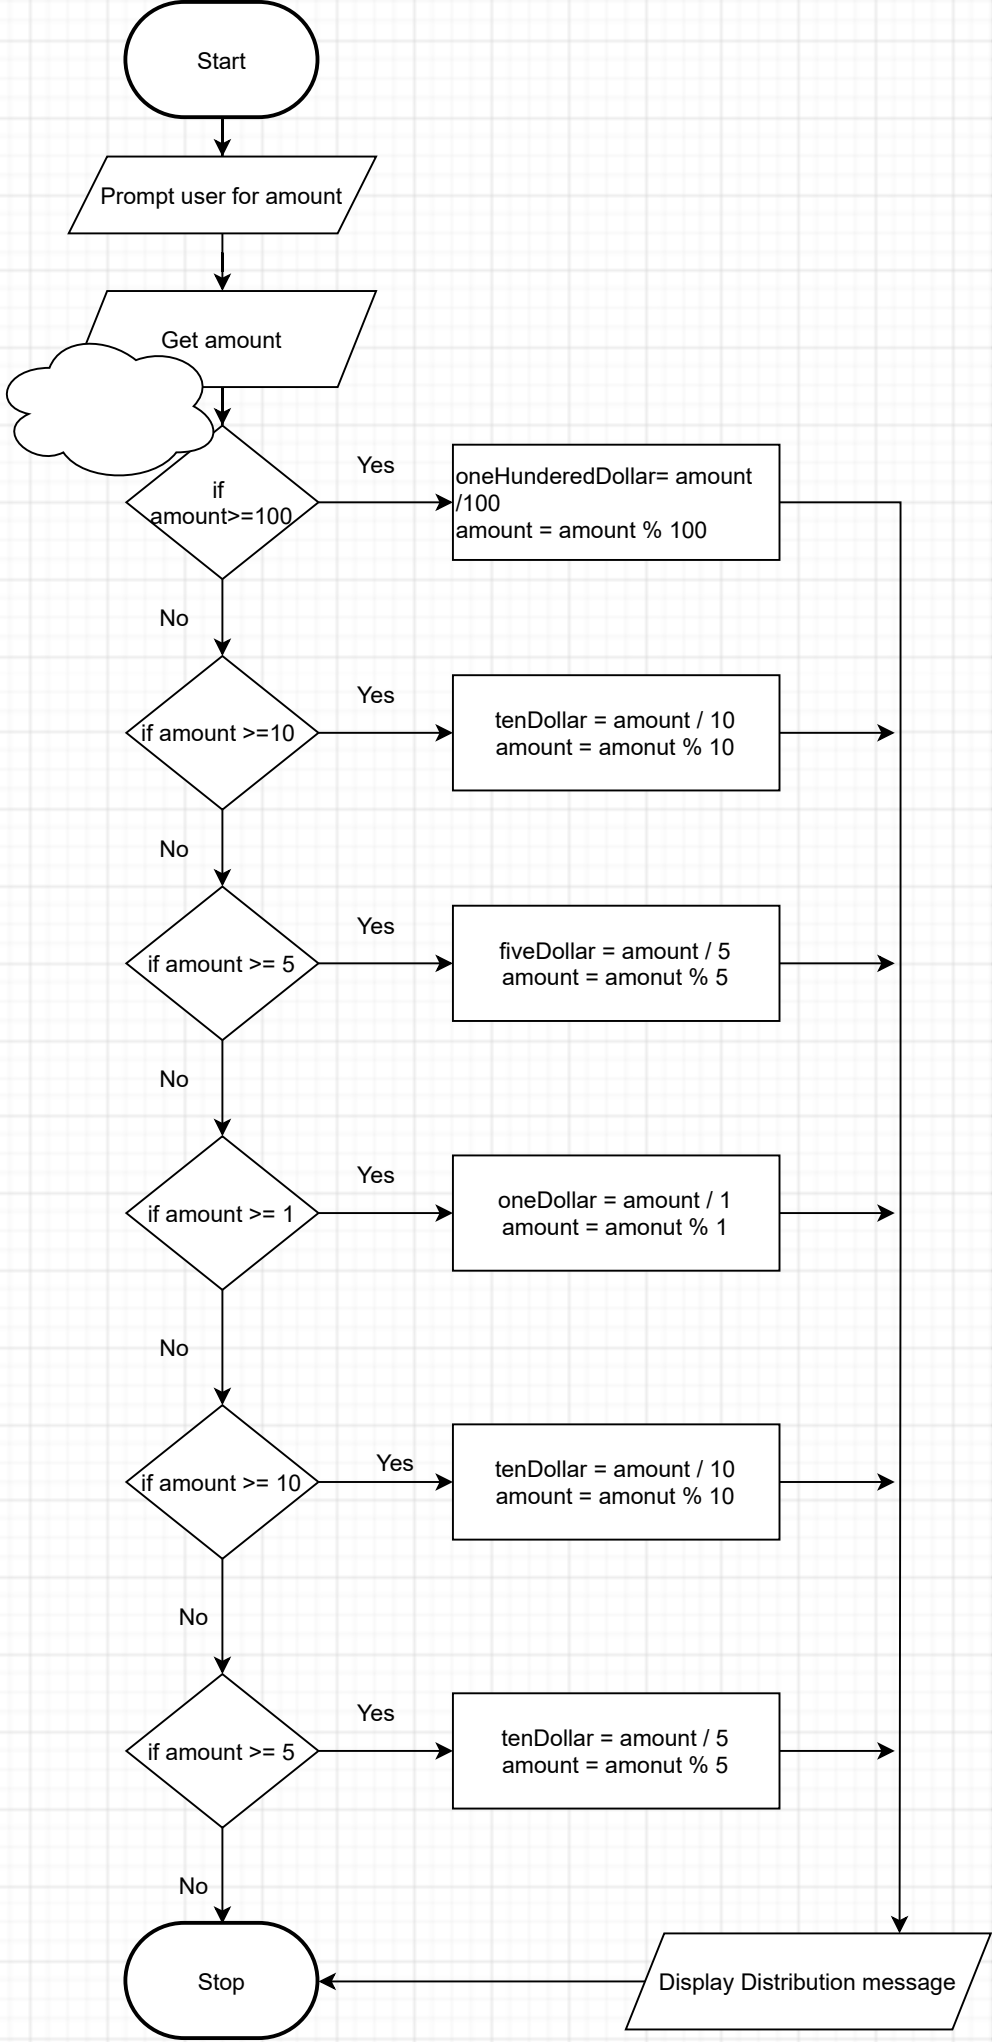 Start
Prompt user for amount
Get amount
if
amount>=100
Yes
oneHunderedDollar= amount
/100
amount = amount % 100
No
if amount >=10
Yes
tenDollar = amount / 10
amount = amonut % 10
No
if amount >= 5
Yes
fiveDollar = amount / 5
amount = amonut % 5
No
if amount >= 1
Yes
oneDollar = amount / 1
amount = amonut % 1
No
if amount >= 10
Yes
tenDollar = amount / 10
amount = amonut % 10
No
if amount >= 5
Yes
tenDollar = amount / 5
amount = amonut % 5
No
Stop
Display Distribution message